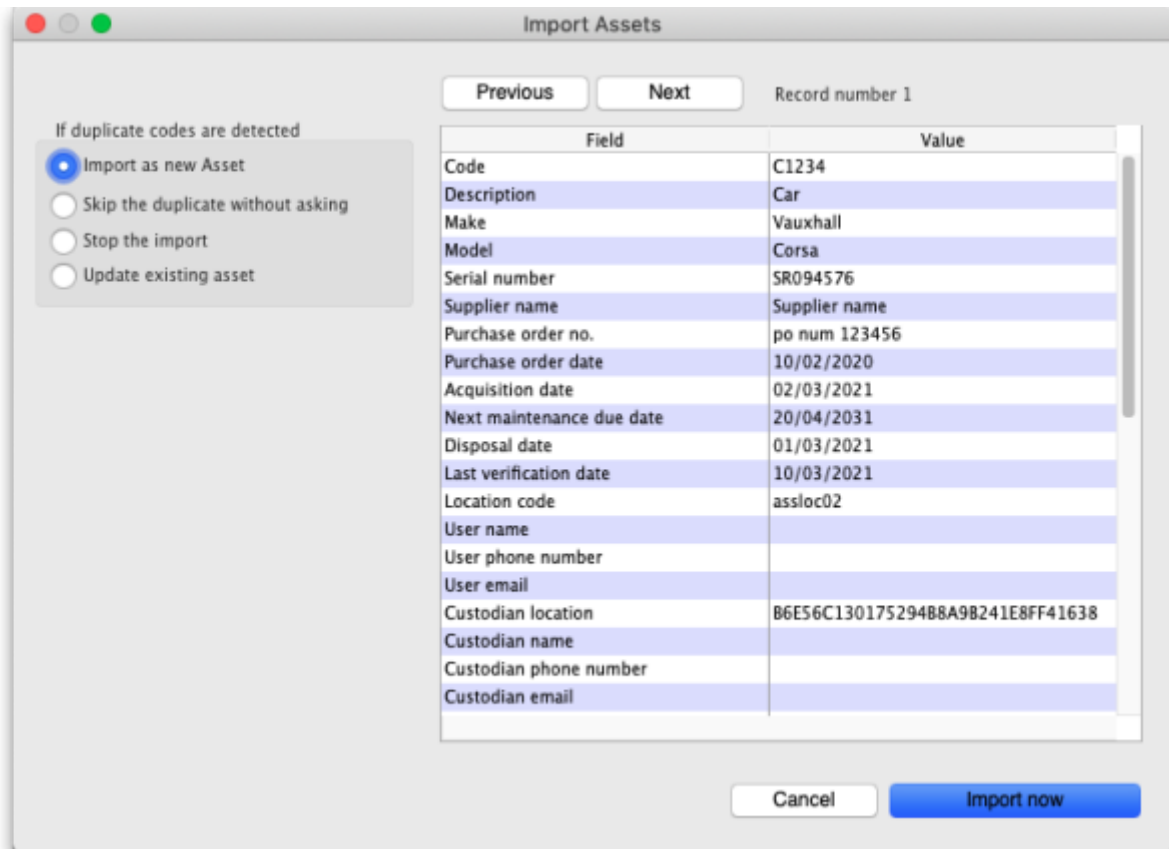 Import Assets
Previous Next Record number 1
If duplicate codes are detected
Import as new Asset
Skip the duplicate without asking
Stop the import
Update existing asset
Field Value
Code C1234
Description Car
Make Vauxhall
Model Corsa
Serial number SR094576
Supplier name Supplier name
Purchase order no. po num 123456
Purchase order date 10/02/2020
Acquisition date 02/03/2021
Next maintenance due date 20/04/2031
Disposal date 01/03/2021
Last verification date 10/03/2021
Location code assloc02
User name
User phone number
User email
Custodian location B6E56C130175294B8A9B241E8FF41638
Custodian name
Custodian phone number
Custodian email
Cancel Import now